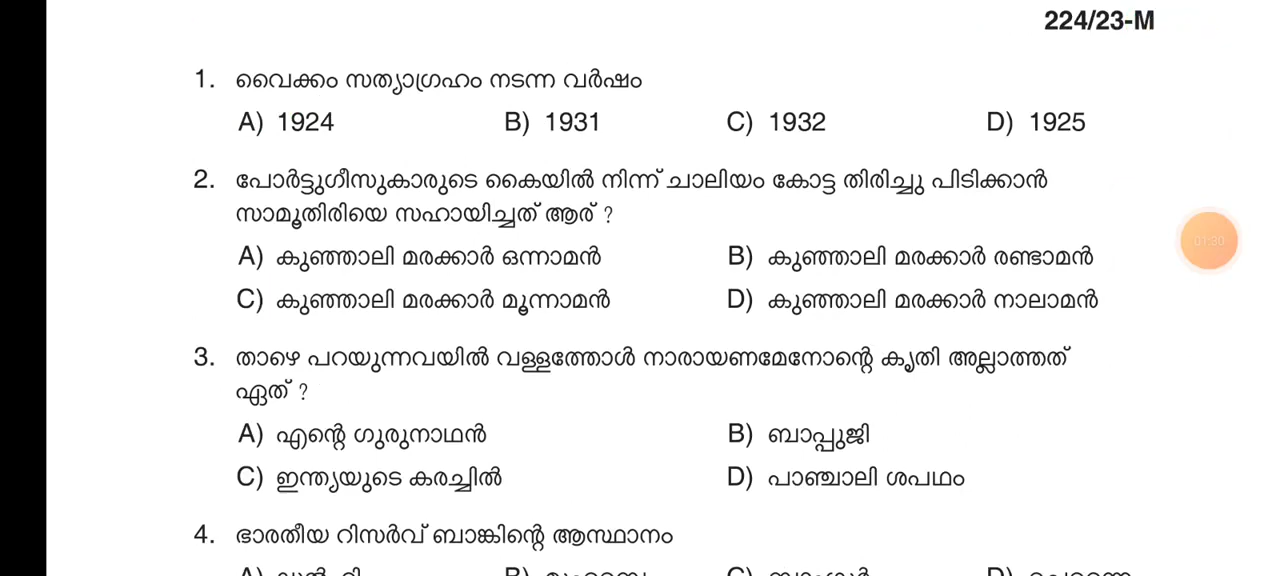 224/23-M
1. വൈക്കം സത്യാഗ്രഹം നടന്ന വർഷം
A) 1924 B) 1931 C) 1932 D) 1925
2. പോർട്ടുഗീസുകാരുടെ കൈയിൽ നിന്ന് ചാലിയം കോട്ട തിരിച്ചു പിടിക്കാൻ
സാമൂതിരിയെ സഹായിച്ചത് ആര് ?
A) കുഞ്ഞാലി മരക്കാർ ഒന്നാമൻ B) കുഞ്ഞാലി മരക്കാർ രണ്ടാമൻ
C) കുഞ്ഞാലി മരക്കാർ മൂന്നാമൻ D) കുഞ്ഞാലി മരക്കാർ നാലാമൻ
01:30
3. താഴെ പറയുന്നവയിൽ വള്ളത്തോൾ നാരായണമേനോന്റെ കൃതി അല്ലാത്തത്
ഏത് ?
A) എന്റെ ഗുരുനാഥൻ B) ബാപ്പുജി
C) ഇന്ത്യയുടെ കരച്ചിൽ D) പാഞ്ചാലി ശപഥം
4. ഭാരതീയ റിസർവ് ബാങ്കിന്റെ ആസ്ഥാനം
A) B) C) D)